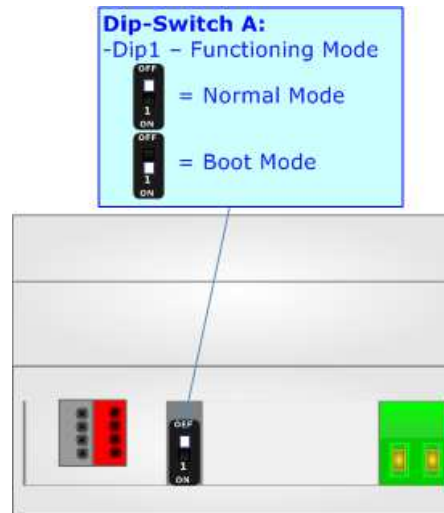 Dip-Switch A:
-Dip1 – Functioning Mode
OFF
= Normal Mode
1
ON
OFF
= Boot Mode
1
ON
OFF
1
ON